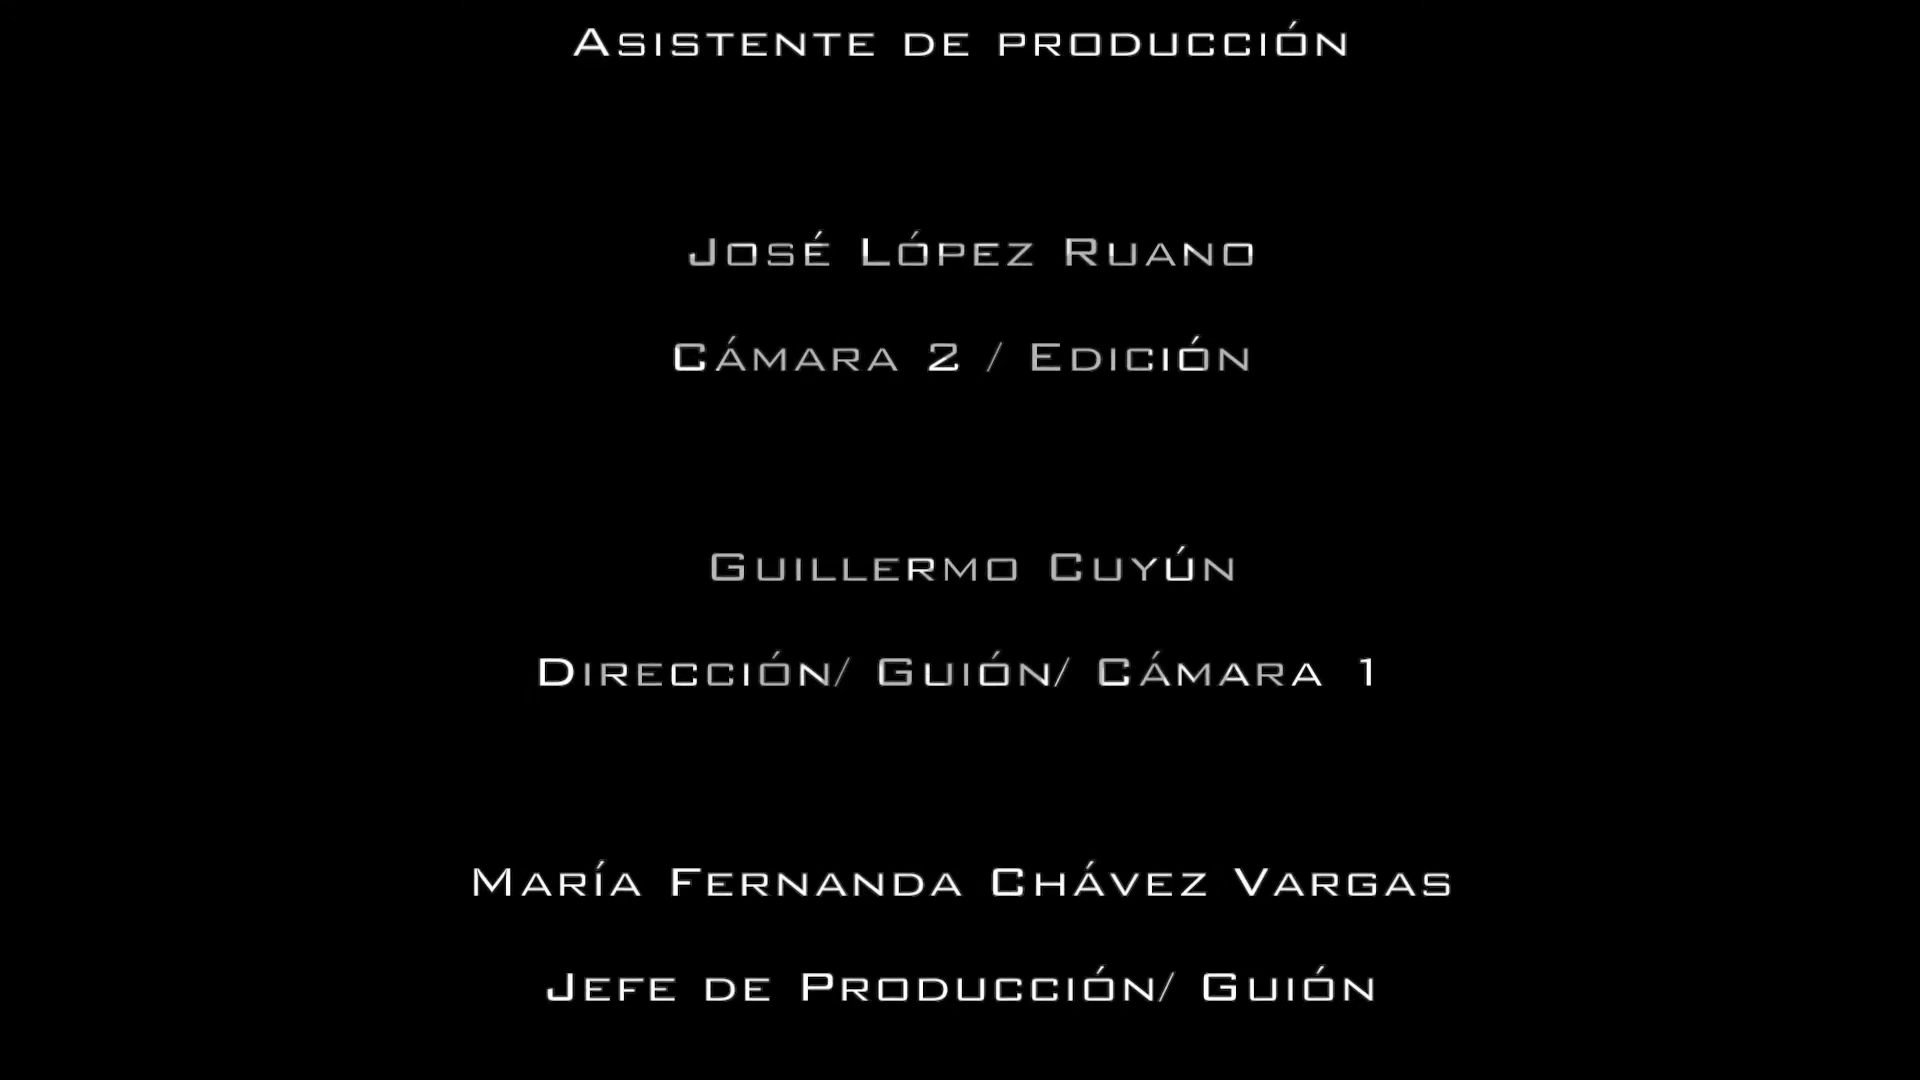 Asistente de producción
José López Ruano
Cámara 2 / Edición
Guillermo Cuyún
Dirección/ Guión/ Cámara 1
María Fernanda Chávez Vargas
Jefe de Producción/ Guión